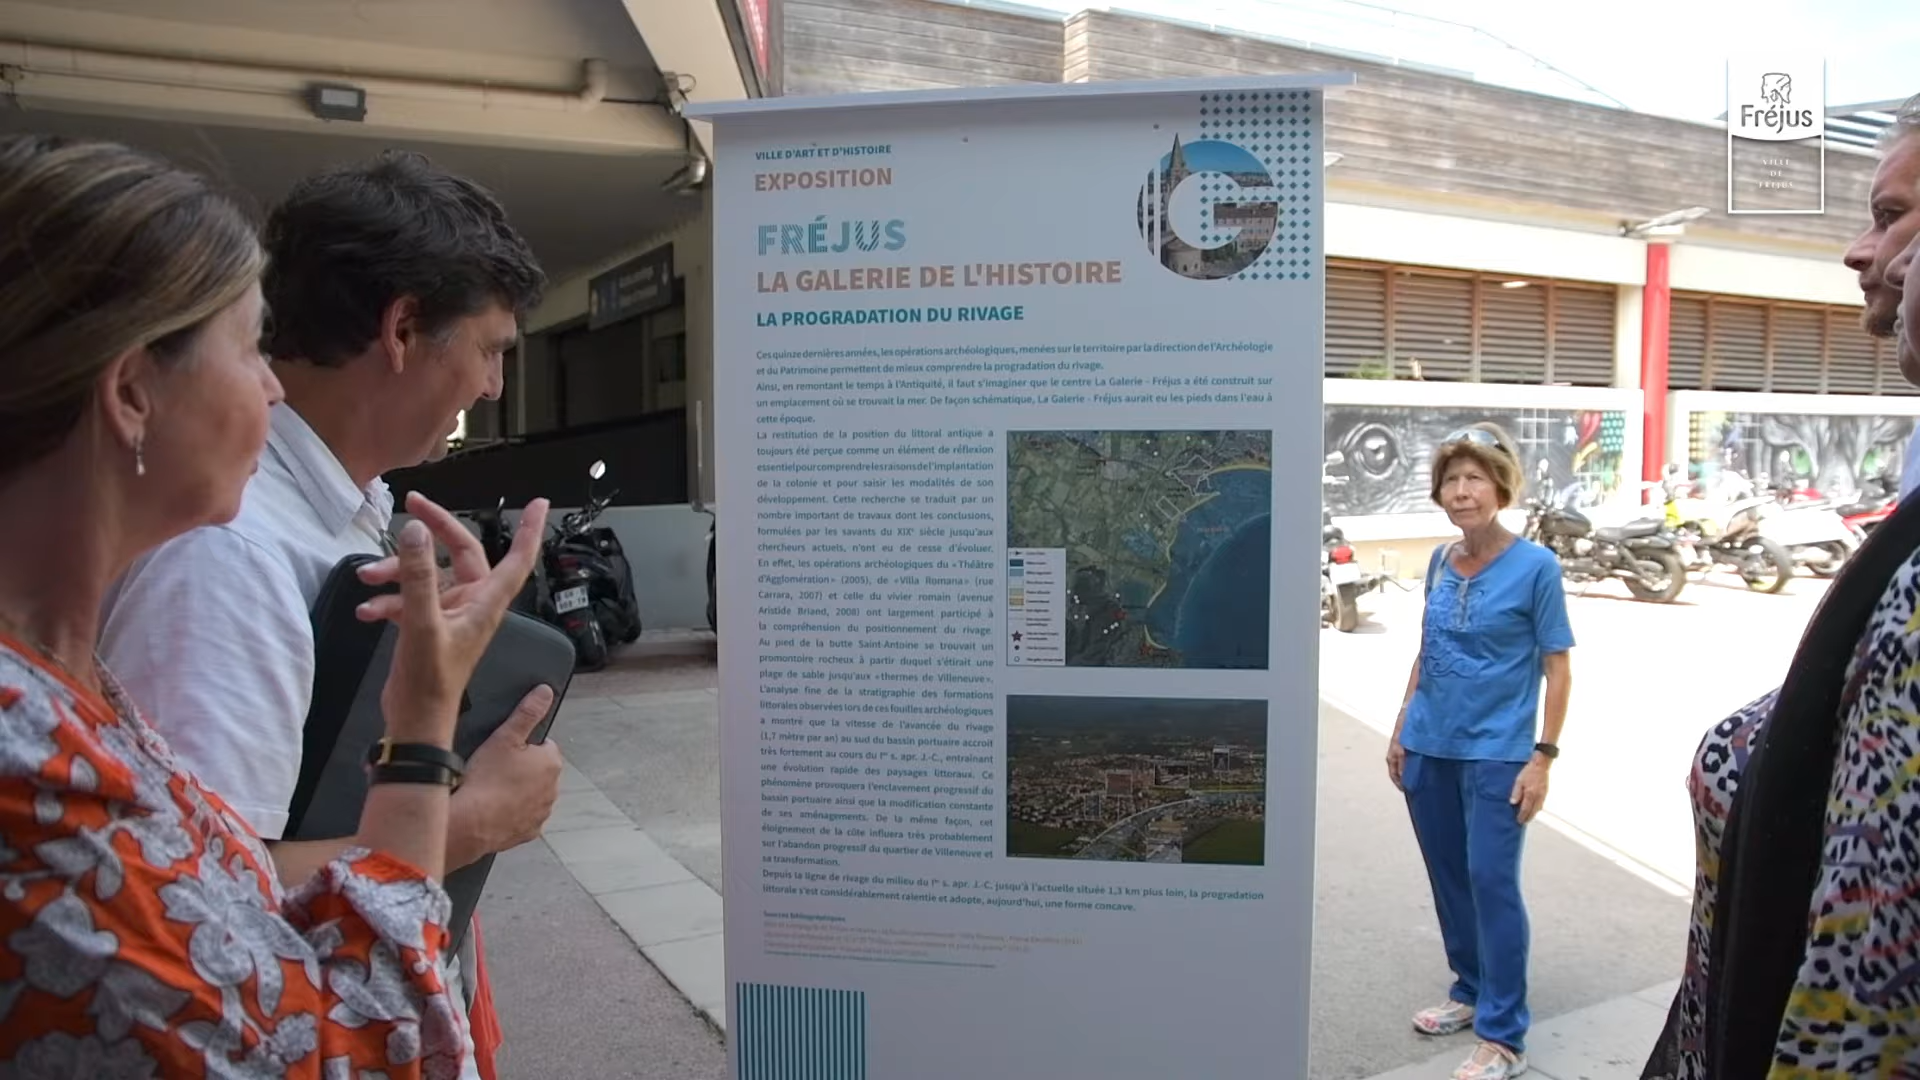 VILLE D'ART ET D'HISTOIRE
EXPOSITION
FRÉJUS
LA GALERIE DE L'HISTOIRE
LA PROGRADATION DU RIVAGE
Ces quinze dernières années, les opérations archéologiques, menées sur le territoire par la direction de l'Archéologie
et du Patrimoine permettent de mieux comprendre la progradation du rivage.
Ainsi, en remontant le temps à l'Antiquité, il faut s'imaginer que le centre La Galerie - Fréjus a été construit sur
un emplacement où se trouvait la mer. De façon schématique, La Galerie - Fréjus aurait eu les pieds dans l'eau à
cette époque.
La restitution de la position du littoral antique a
toujours été perçue comme un élément de réflexion
essentiel pour comprendre les raisons de l'implantation
de la colonie et pour saisir les modalités de son
développement. Cette recherche se traduit par un
nombre important de travaux dont les conclusions,
formulées par les savants du XIXe siècle jusqu'aux
chercheurs actuels, n'ont eu de cesse d'évoluer.
En effet, les opérations archéologiques du « Théâtre
d'Agglomération » (2005), de « Villa Romana » (rue
Carrara, 2007) et celle du vivier romain (avenue
Aristide Briand, 2008) ont largement participé à
la compréhension du positionnement du rivage.
Au pied de la butte Saint-Antoine se trouvait un
promontoire rocheux à partir duquel s'étirait une
plage de sable jusqu'aux « thermes de Villeneuve ».
L'analyse fine de la stratigraphie des formations
littorales observées lors de ces fouilles archéologiques
a montré que la vitesse de l'avancée du rivage
(1,7 mètre par an) au sud du bassin portuaire accroit
très fortement au cours du Ier s. apr. J.-C., entraînant
une évolution rapide des paysages littoraux. Ce
phénomène provoquera l'enclavement progressif du
bassin portuaire ainsi que la modification constante
de ses aménagements. De la même façon, cet
éloignement de la côte influera très probablement
sur l'abandon progressif du quartier de Villeneuve et
sa transformation.
Depuis la ligne de rivage du milieu du Ier s. apr. J.-C. jusqu'à l'actuelle située 1,3 km plus loin, la progradation
littorale s'est considérablement ralentie et adopte, aujourd'hui, une forme concave.
Sources bibliographiques
Fréjus
VILLE
DE
FRÉJUS